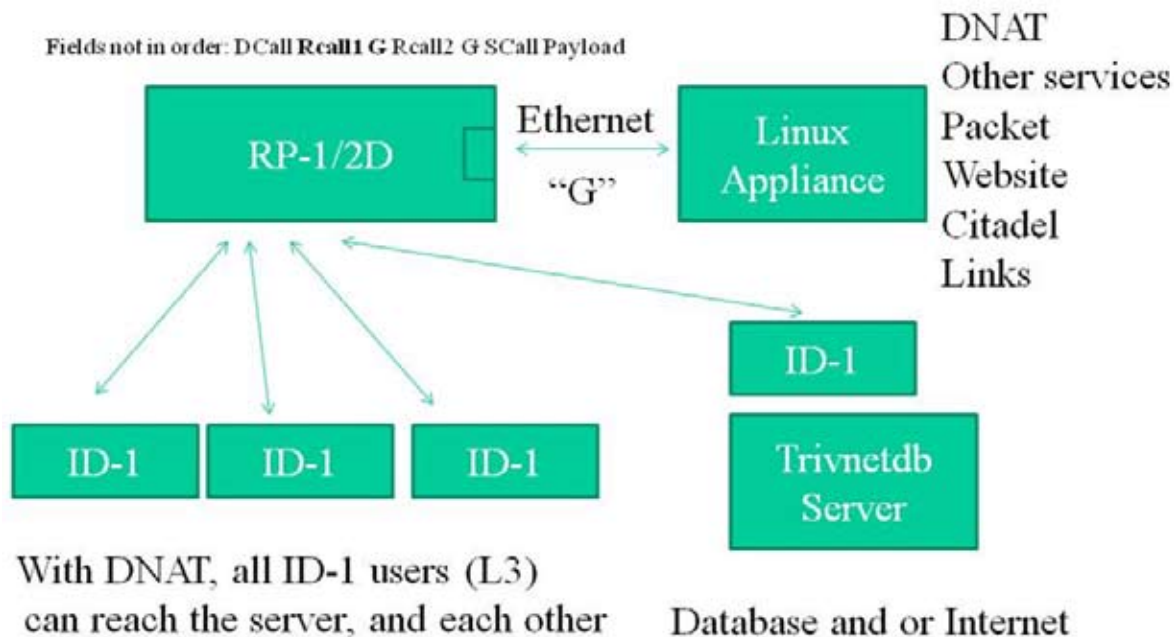 Fields not in order: DCall Rcall1 G Rcall2 G SCall Payload
RP-1/2D
Ethernet
“G”
Linux
Appliance
DNAT
Other services
Packet
Website
Citadel
Links
ID-1
ID-1
ID-1
ID-1
Trivnetdb
Server
With DNAT, all ID-1 users (L3)
can reach the server, and each other
Database and or Internet